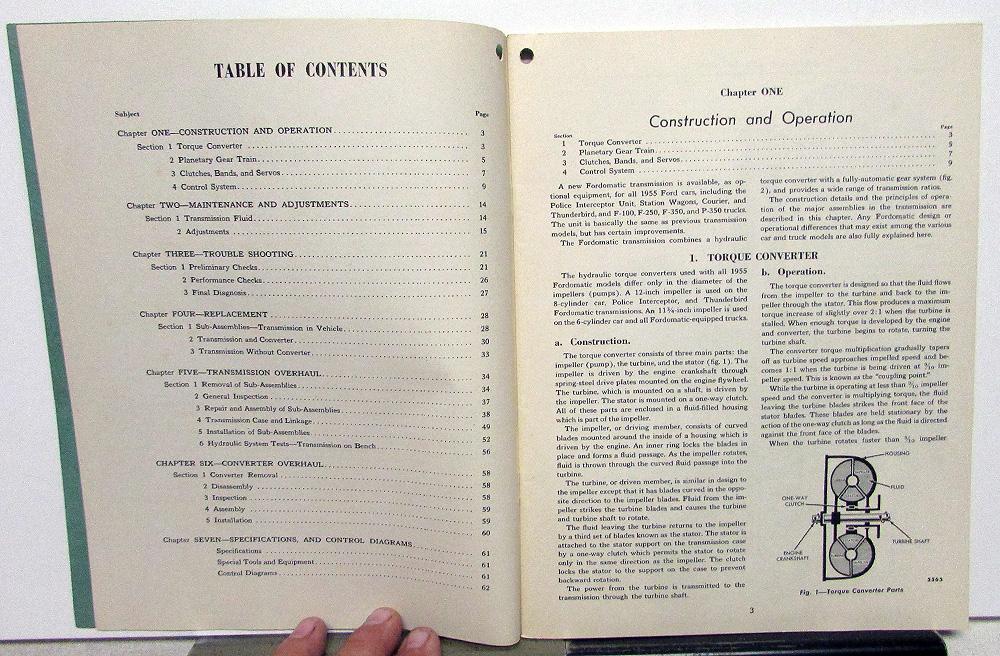 TABLE OF CONTENTS
Subject Page
Chapter ONE—CONSTRUCTION AND OPERATION 3
Section 1 Torque Converter 3
2 Planetary Gear Train 5
3 Clutches, Bands, and Servos 7
4 Control System 9
Chapter TWO—MAINTENANCE AND ADJUSTMENTS 14
Section 1 Transmission Fluid 14
2 Adjustments 15
Chapter THREE—TROUBLE SHOOTING 21
Section 1 Preliminary Checks 21
2 Performance Checks 26
3 Final Diagnosis 27
Chapter FOUR—REPLACEMENT 28
Section 1 Sub-Assemblies—Transmission in Vehicle 28
2 Transmission and Converter 30
3 Transmission Without Converter 33
Chapter FIVE—TRANSMISSION OVERHAUL 34
Section 1 Removal of Sub-Assemblies 34
2 General Inspection 37
3 Repair and Assembly of Sub-Assemblies 38
4 Transmission Case and Linkage 49
5 Installation of Sub-Assemblies 52
6 Hydraulic System Tests—Transmission on Bench 56
CHAPTER SIX—CONVERTER OVERHAUL 58
Section 1 Converter Removal 58
2 Disassembly 58
3 Inspection 59
4 Assembly 59
5 Installation 60
Chapter SEVEN—SPECIFICATIONS, AND CONTROL DIAGRAMS 61
Specifications 61
Special Tools and Equipment 61
Control Diagrams 62
Chapter ONE
Construction and Operation
Section Page
1 Torque Converter 3
2 Planetary Gear Train 5
3 Clutches, Bands, and Servos 7
4 Control System 9
A new Fordomatic transmission is available, as op-
tional equipment, for all 1955 Ford cars, including the
Police Interceptor Unit, Station Wagons, Courier, and
Thunderbird, and F-100, F-250, F-350, and P-350 trucks.
The unit is basically the same as previous transmission
models, but has certain improvements.
The Fordomatic transmission combines a hydraulic
torque converter with a fully-automatic gear system (fig.
2), and provides a wide range of transmission ratios.
The construction details and the principles of opera-
tion of the major assemblies in the transmission are
described in this chapter. Any Fordomatic design or
operational differences that may exist among the various
car and truck models are also fully explained here.
1. TORQUE CONVERTER
The hydraulic torque converters used with all 1955
Fordomatic models differ only in the diameter of the
impellers (pumps). A 12-inch impeller is used on the
8-cylinder car, Police Interceptor, and Thunderbird
Fordomatic transmissions. An 11¾-inch impeller is used
on the 6-cylinder car and all Fordomatic-equipped trucks.
a. Construction.
The torque converter consists of three main parts: the
impeller (pump), the turbine, and the stator (fig. 1). The
impeller is driven by the engine crankshaft through
spring-steel drive plates mounted on the engine flywheel.
The turbine, which is mounted on a shaft, is driven by
the impeller. The stator is mounted on a one-way clutch.
All of these parts are enclosed in a fluid-filled housing
which is part of the impeller.
The impeller, or driving member, consists of curved
blades mounted around the inside of a housing which is
driven by the engine. An inner ring locks the blades in
place and forms a fluid passage. As the impeller rotates,
fluid is thrown through the curved fluid passage into the
turbine.
The turbine, or driven member, is similar in design to
the impeller except that it has blades curved in the oppo-
site direction to the impeller blades. Fluid from the im-
peller strikes the turbine blades and causes the turbine
and turbine shaft to rotate.
The fluid leaving the turbine returns to the impeller
by a third set of blades known as the stator. The stator is
attached to the stator support on the transmission case
by a one-way clutch which permits the stator to rotate
only in the same direction as the impeller. The clutch
locks the stator to the support on the case to prevent
backward rotation.
The power from the turbine is transmitted to the
transmission through the turbine shaft.
b. Operation.
The torque converter is designed so that the fluid flows
from the impeller to the turbine and back to the im-
peller through the stator. This flow produces a maximum
torque increase of slightly over 2:1 when the turbine is
stalled. When enough torque is developed by the engine
and converter, the turbine begins to rotate, turning the
turbine shaft.
The converter torque multiplication gradually tapers
off as turbine speed approaches impelled speed and be-
comes 1:1 when the turbine is being driven at 9/10 im-
peller speed. This is known as the "coupling point."
While the turbine is operating at less than 9/10 impeller
speed and the converter is multiplying torque, the fluid
leaving the turbine blades strikes the front face of the
stator blades. These blades are held stationary by the
action of the one-way clutch as long as the fluid is directed
against the front face of the blades.
When the turbine rotates faster than 9/10 impeller
HOUSING
FLUID
ONE-WAY
CLUTCH
ENGINE
CRANKSHAFT
TURBINE SHAFT
Fig. 1—Torque Converter Parts
3